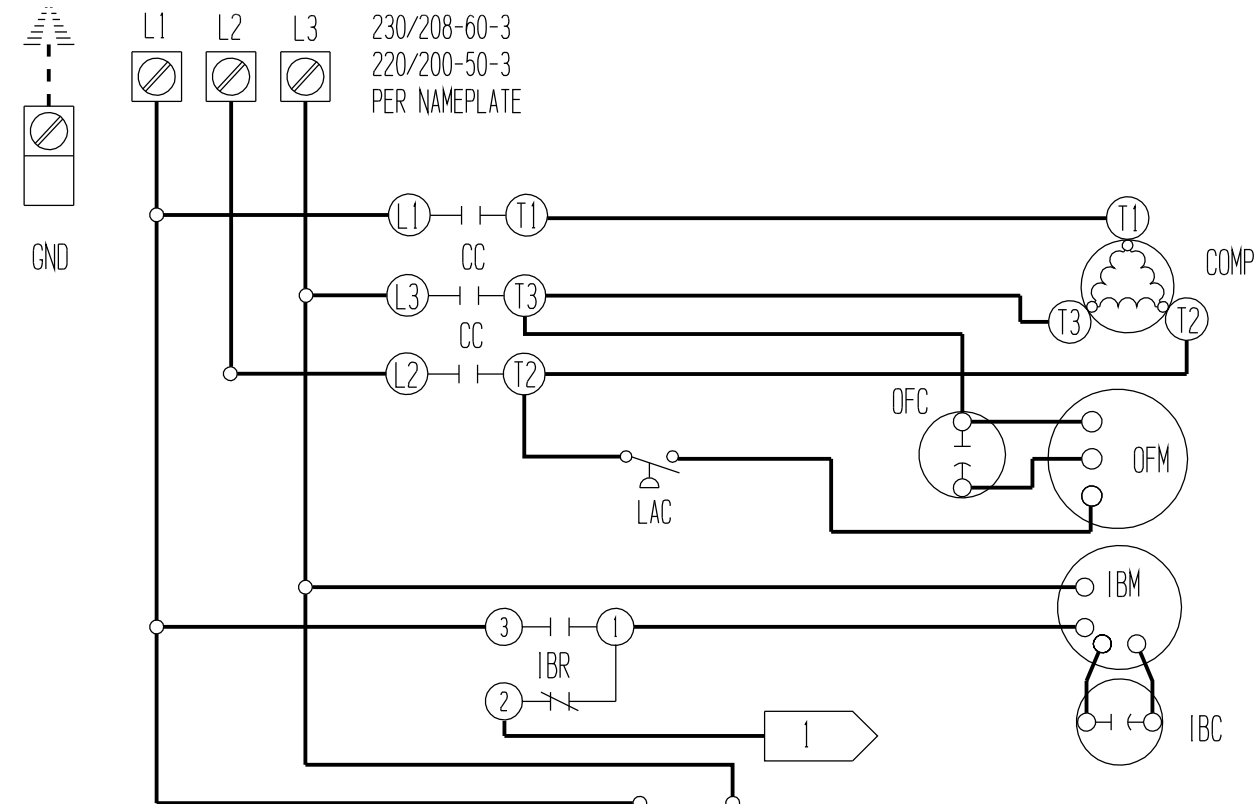 L1 L2 L3
230/208-60-3
220/200-50-3
PER NAMEPLATE
GND
L1 T1 T1
CC
COMP
L3 T3 T3 T2
CC
L2 T2
OFC
OFM
LAC
IBM
3 1
IBR
2
1
IBC